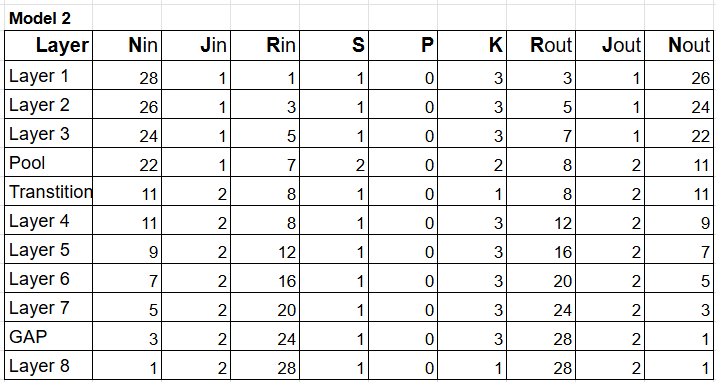 Model 2
Layer Nin Jin Rin S P K Rout Jout Nout
Layer 1 28 1 1 1 0 3 3 1 26
Layer 2 26 1 3 1 0 3 5 1 24
Layer 3 24 1 5 1 0 3 7 1 22
Pool 22 1 7 2 0 2 8 2 11
Transtition 11 2 8 1 0 1 8 2 11
Layer 4 11 2 8 1 0 3 12 2 9
Layer 5 9 2 12 1 0 3 16 2 7
Layer 6 7 2 16 1 0 3 20 2 5
Layer 7 5 2 20 1 0 3 24 2 3
GAP 3 2 24 1 0 3 28 2 1
Layer 8 1 2 28 1 0 1 28 2 1